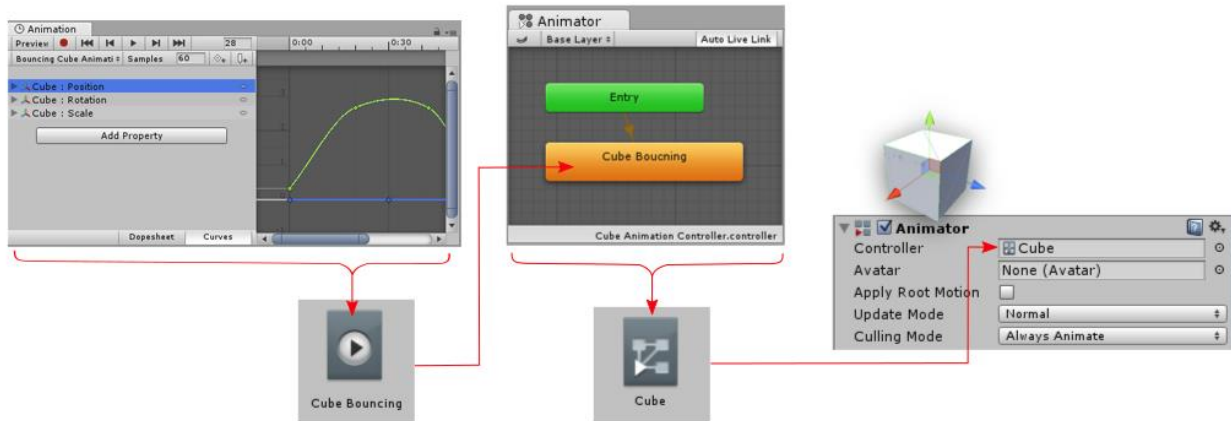 Animation
Preview 28 0:00 0:30
Bouncing Cube Animati Samples 60
Cube : Position
Cube : Rotation
Cube : Scale
Add Property
Dopesheet Curves
Animator
Base Layer Auto Live Link
Entry
Cube Boucning
Cube Animation Controller.controller
Cube Bouncing
Cube
Animator
Controller Cube
Avatar None (Avatar)
Apply Root Motion
Update Mode Normal
Culling Mode Always Animate